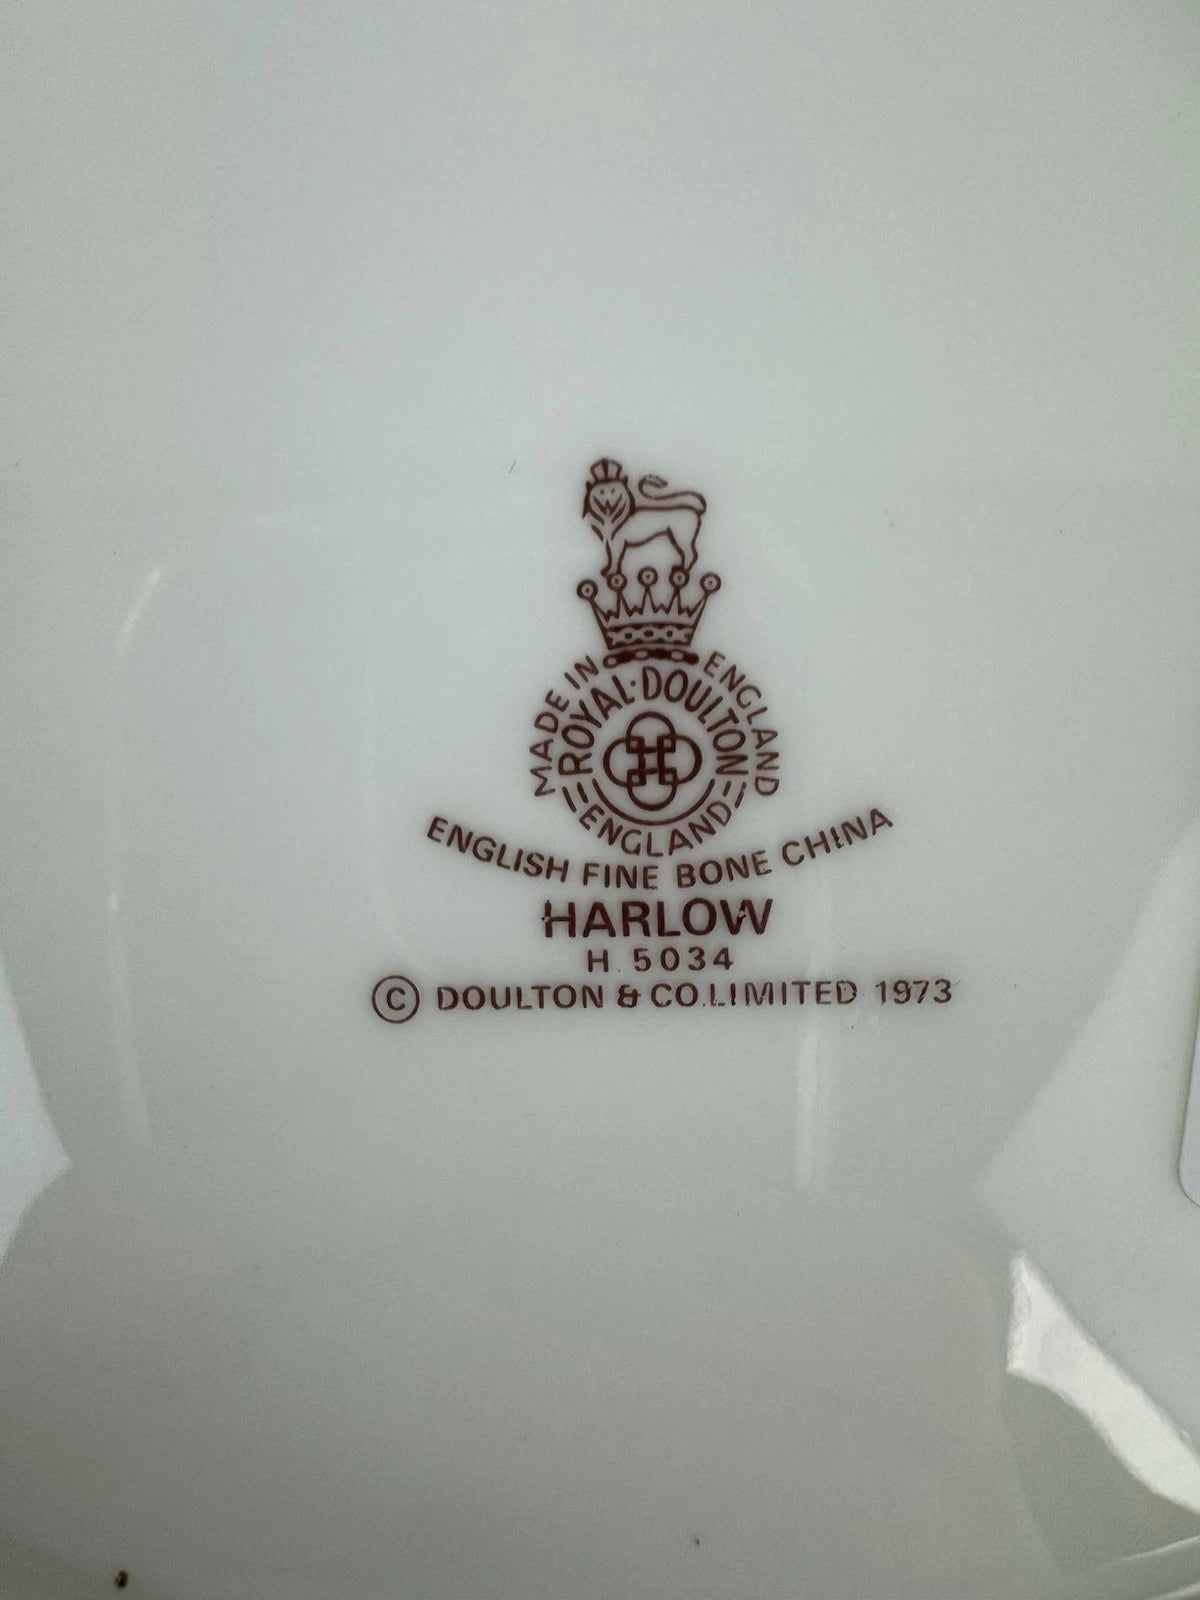 MADE IN ENGLAND
ROYAL·DOULTON
ENGLAND
ENGLISH FINE BONE CHINA
HARLOW
H. 5034
© DOULTON & CO.LIMITED 1973